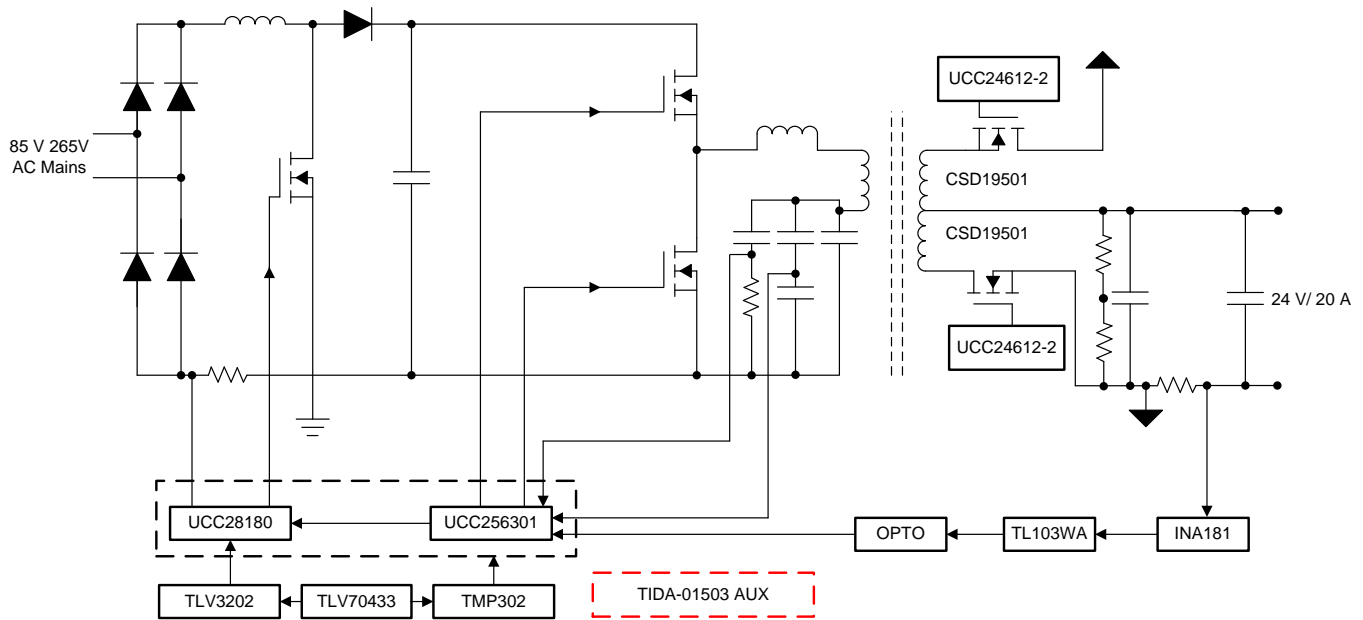 UCC24612-2
85 V 265V
AC Mains
CSD19501
CSD19501
24 V/ 20 A
UCC24612-2
UCC28180
UCC256301
OPTO
TL103WA
INA181
TLV3202
TLV70433
TMP302
TIDA-01503 AUX